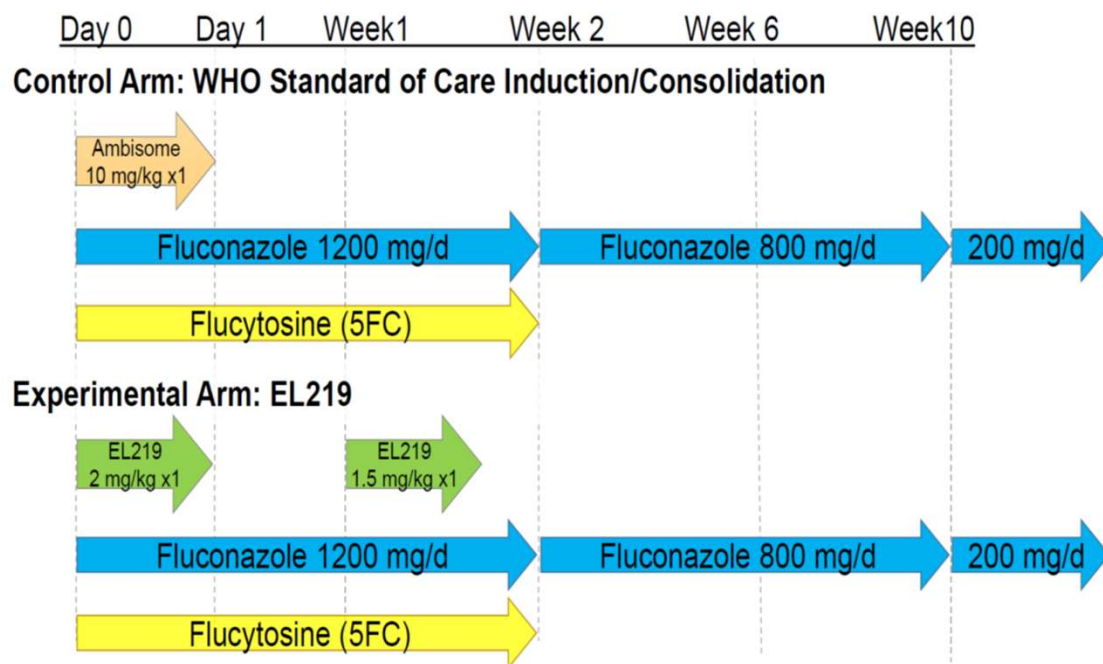 Day 0 Day 1 Week1 Week 2 Week 6 Week10
Control Arm: WHO Standard of Care Induction/Consolidation
Ambisome
10 mg/kg x1
Fluconazole 1200 mg/d Fluconazole 800 mg/d 200 mg/d
Flucytosine (5FC)
Experimental Arm: EL219
EL219 EL219
2 mg/kg x1 1.5 mg/kg x1
Fluconazole 1200 mg/d Fluconazole 800 mg/d 200 mg/d
Flucytosine (5FC)